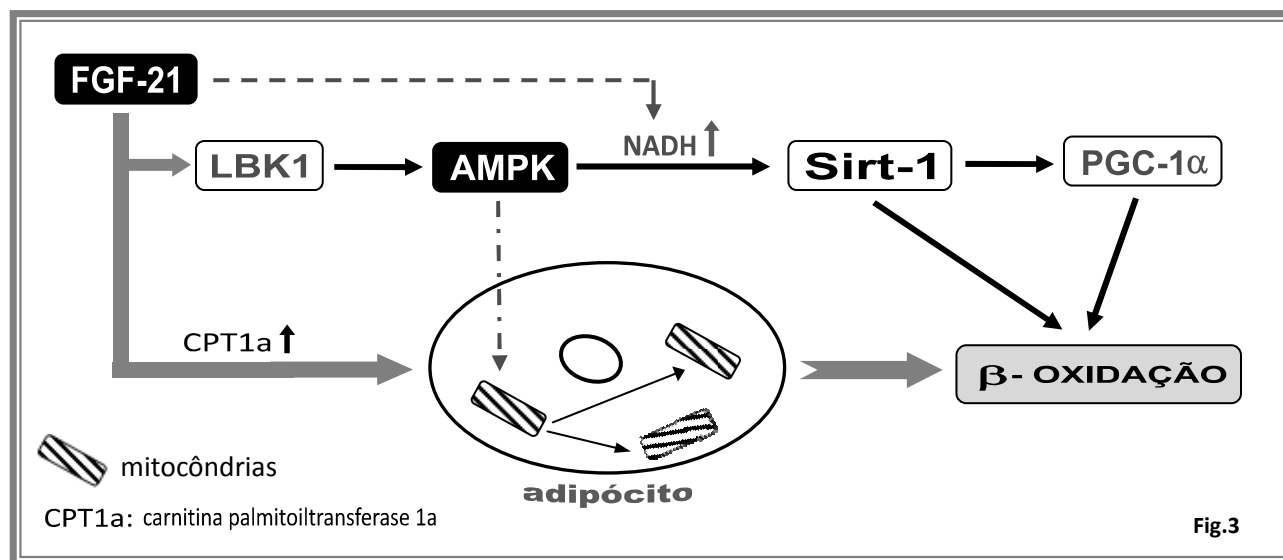 FGF-21
NADH
LBK1
AMPK
Sirt-1
PGC-1α
CPT1a
β- OXIDAÇÃO
mitocôndrias
adipócito
CPT1a: carnitina palmitoiltransferase 1a
Fig.3